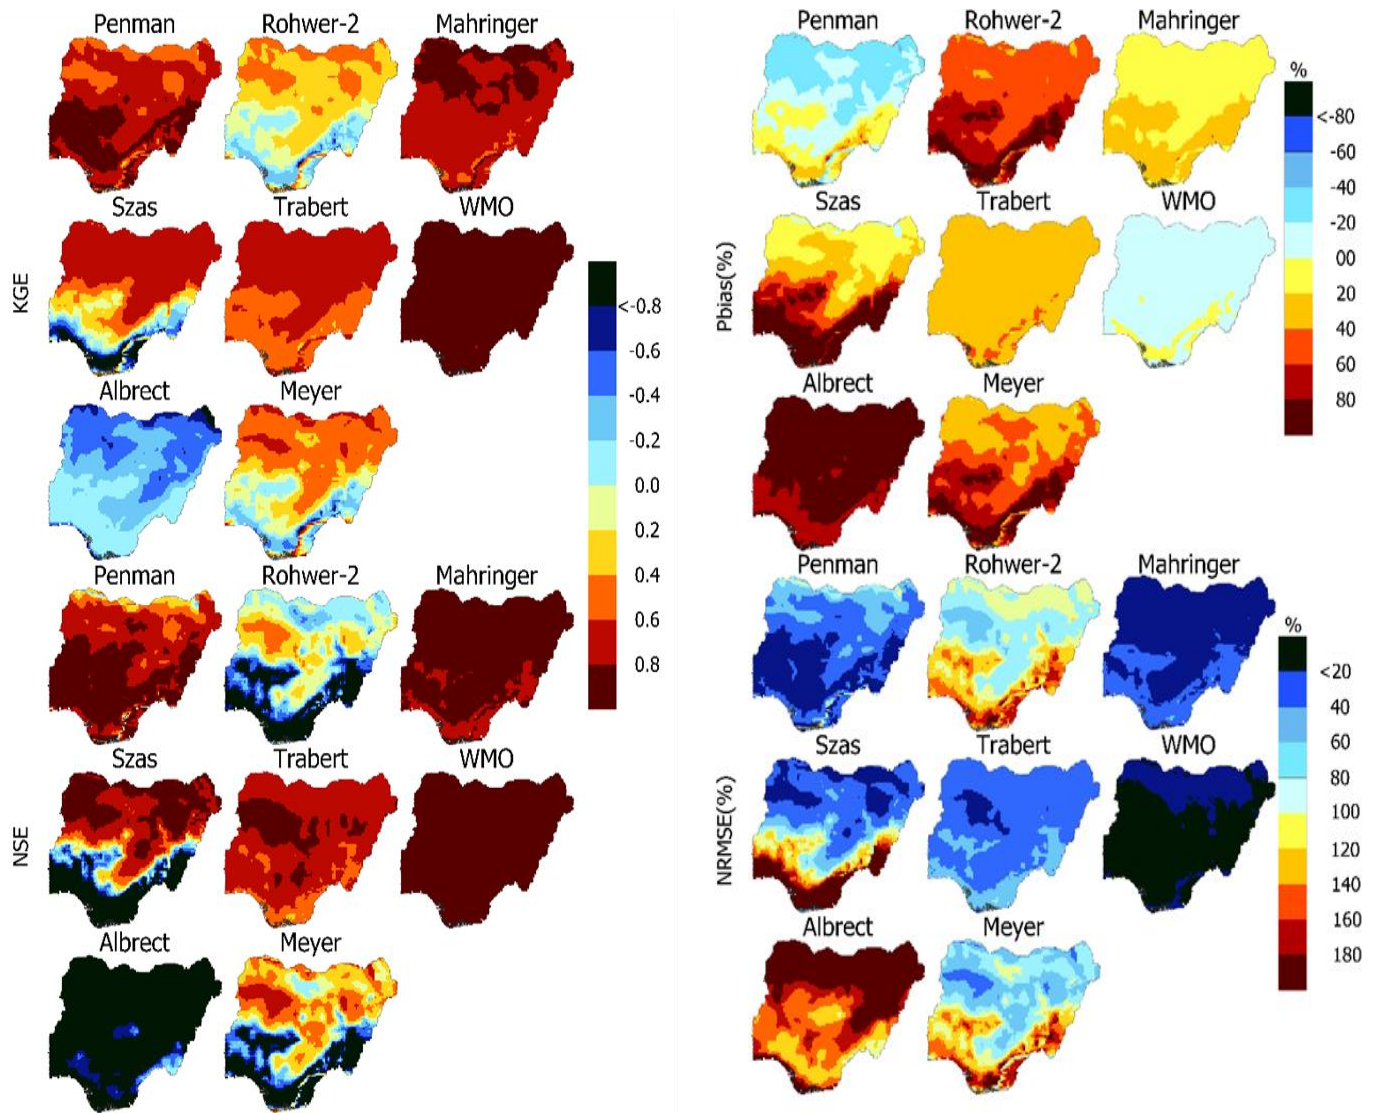 Penman Rohwer-2 Mahringer
Szas Trabert WMO
KGE
Albrect Meyer
<-0.8
-0.6
-0.4
-0.2
0.0
0.2
0.4
0.6
0.8
Penman Rohwer-2 Mahringer
Szas Trabert WMO
NSE
Albrect Meyer
Penman Rohwer-2 Mahringer
Szas Trabert WMO
Pbias(%)
Albrect Meyer
%
<-80
-60
-40
-20
00
20
40
60
80
Penman Rohwer-2 Mahringer
Szas Trabert WMO
NRMSE(%)
Albrect Meyer
%
<20
40
60
80
100
120
140
160
180